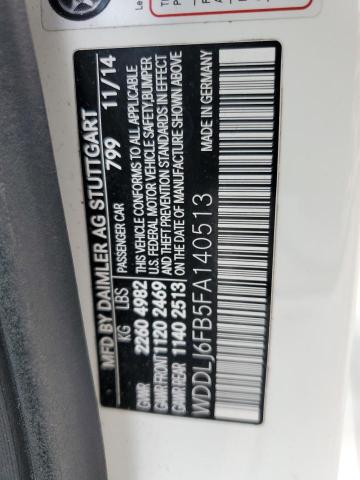 MFD BY DAIMLER AG STUTTGART
PASSENGER CAR 799 11/14
KG LBS
GVWR 2260 4982
GAWR-FRONT 1120 2469
GAWR-REAR 1140 2513
THIS VEHICLE CONFORMS TO ALL APPLICABLE
U.S. FEDERAL MOTOR VEHICLE SAFETY, BUMPER
AND THEFT PREVENTION STANDARDS IN EFFECT
ON THE DATE OF MANUFACTURE SHOWN ABOVE
WDDLJ6FB5FA140513
MADE IN GERMANY